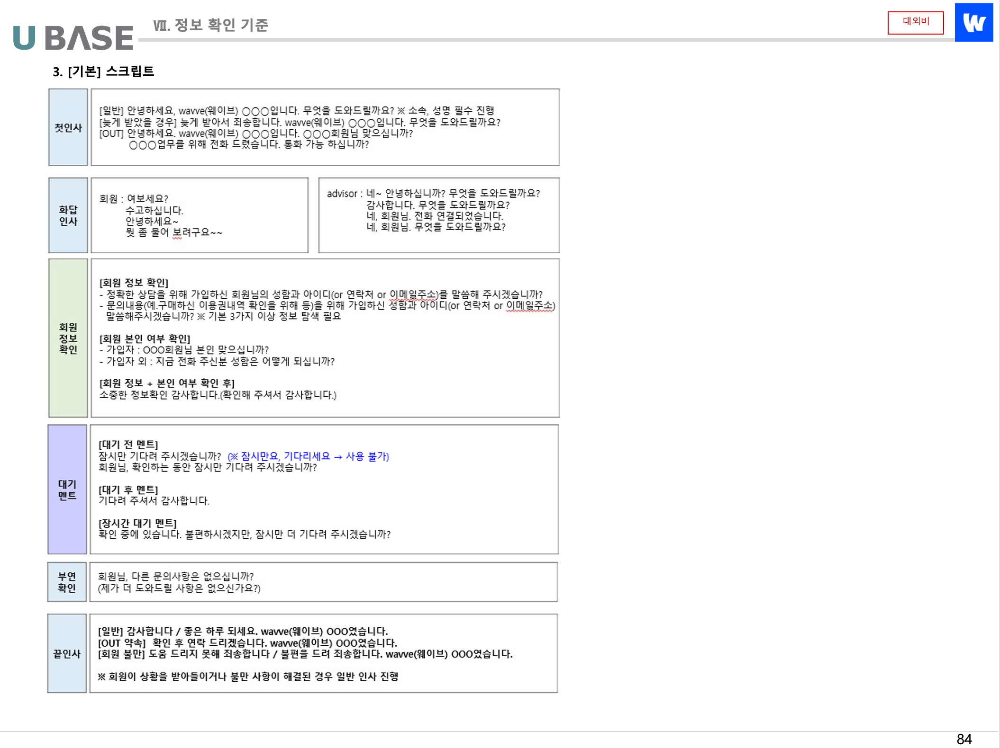 U BASE
Ⅶ. 정보 확인 기준
대외비
W
3. [기본] 스크립트
첫인사
[일반] 안녕하세요, wavve(웨이브) ○○○입니다. 무엇을 도와드릴까요? ※ 소속, 성명 필수 진행
[늦게 받았을 경우] 늦게 받아서 죄송합니다. wavve(웨이브) ○○○입니다. 무엇을 도와드릴까요?
[OUT] 안녕하세요. wavve(웨이브) ○○○입니다. ○○○회원님 맞으십니까?
○○○업무를 위해 전화 드렸습니다. 통화 가능 하십니까?
화답
인사
회원 : 여보세요?
수고하십니다.
안녕하세요~
뭣 좀 물어 보려구요~~
advisor : 네~ 안녕하십니까? 무엇을 도와드릴까요?
감사합니다. 무엇을 도와드릴까요?
네, 회원님. 전화 연결되었습니다.
네, 회원님. 무엇을 도와드릴까요?
회원
정보
확인
[회원 정보 확인]
- 정확한 상담을 위해 가입하신 회원님의 성함과 아이디(or 연락처 or 이메일주소)를 말씀해 주시겠습니까?
- 문의내용(예.구매하신 이용권내역 확인을 위해 등)을 위해 가입하신 성함과 아이디(or 연락처 or 이메일주소)
말씀해주시겠습니까? ※ 기본 3가지 이상 정보 탐색 필요
[회원 본인 여부 확인]
- 가입자 : OOO회원님 본인 맞으십니까?
- 가입자 외 : 지금 전화 주신분 성함은 어떻게 되십니까?
[회원 정보 + 본인 여부 확인 후]
소중한 정보확인 감사합니다.(확인해 주셔서 감사합니다.)
대기
멘트
[대기 전 멘트]
잠시만 기다려 주시겠습니까? (※ 잠시만요, 기다리세요 → 사용 불가)
회원님, 확인하는 동안 잠시만 기다려 주시겠습니까?
[대기 후 멘트]
기다려 주셔서 감사합니다.
[장시간 대기 멘트]
확인 중에 있습니다. 불편하시겠지만, 잠시만 더 기다려 주시겠습니까?
부연
확인
회원님, 다른 문의사항은 없으십니까?
(제가 더 도와드릴 사항은 없으신가요?)
끝인사
[일반] 감사합니다 / 좋은 하루 되세요. wavve(웨이브) OOO였습니다.
[OUT 약속] 확인 후 연락 드리겠습니다. wavve(웨이브) OOO였습니다.
[회원 불만] 도움 드리지 못해 죄송합니다 / 불편을 드려 죄송합니다. wavve(웨이브) OOO였습니다.
※ 회원이 상황을 받아들이거나 불만 사항이 해결된 경우 일반 인사 진행
84